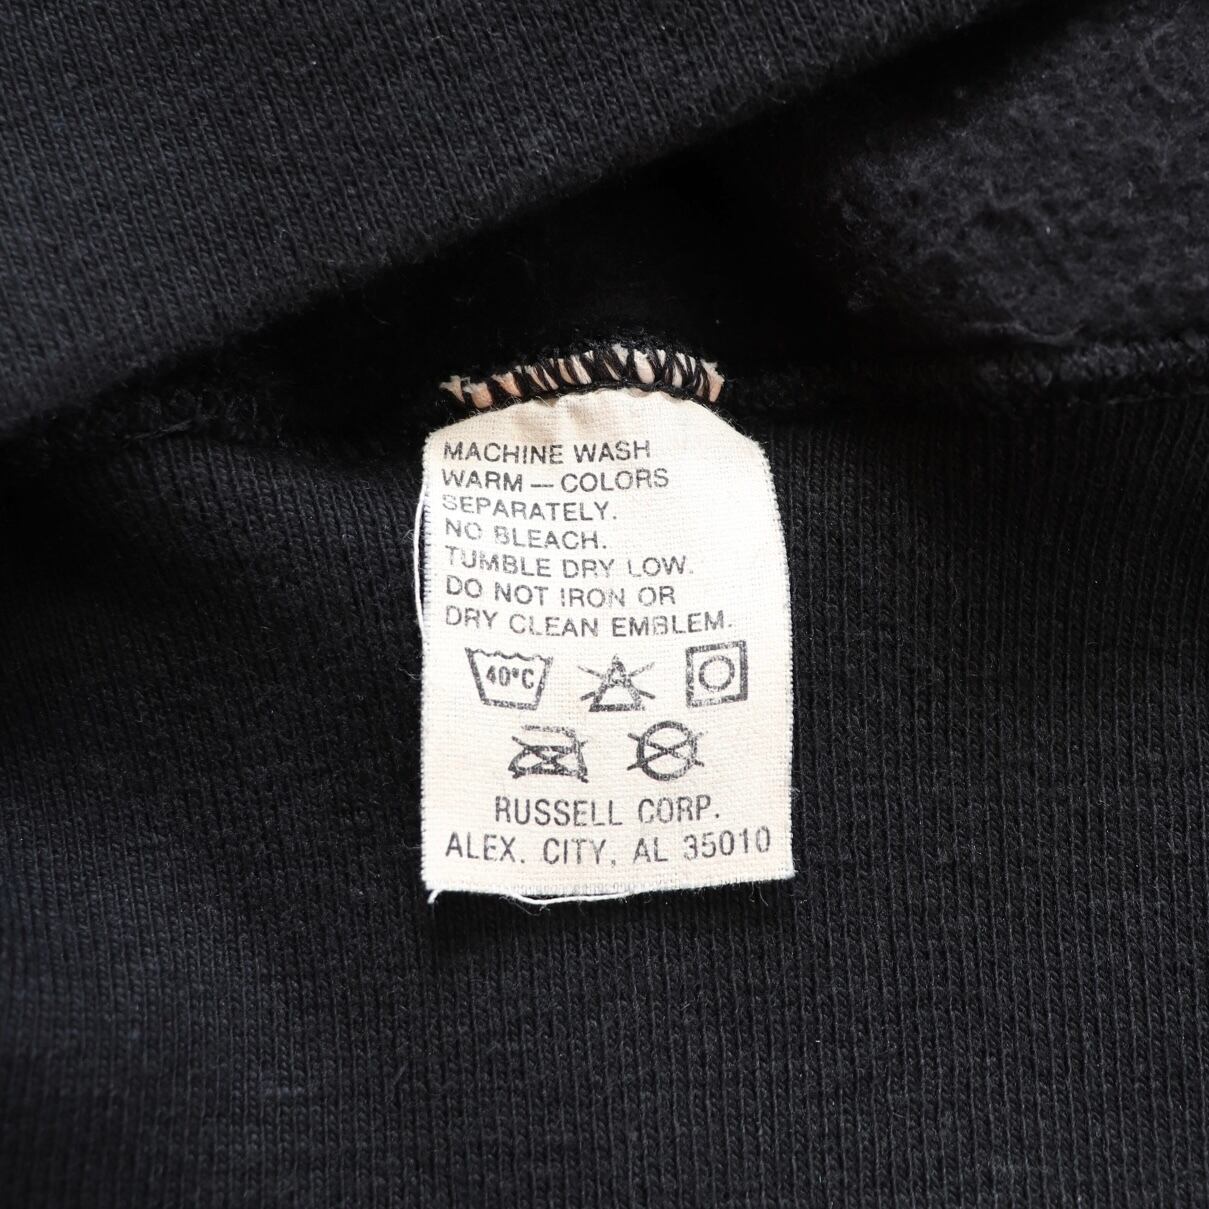 MACHINE WASH
WARM — COLORS
SEPARATELY.
NO BLEACH.
TUMBLE DRY LOW.
DO NOT IRON OR
DRY CLEAN EMBLEM.
40°C
RUSSELL CORP.
ALEX. CITY, AL 35010